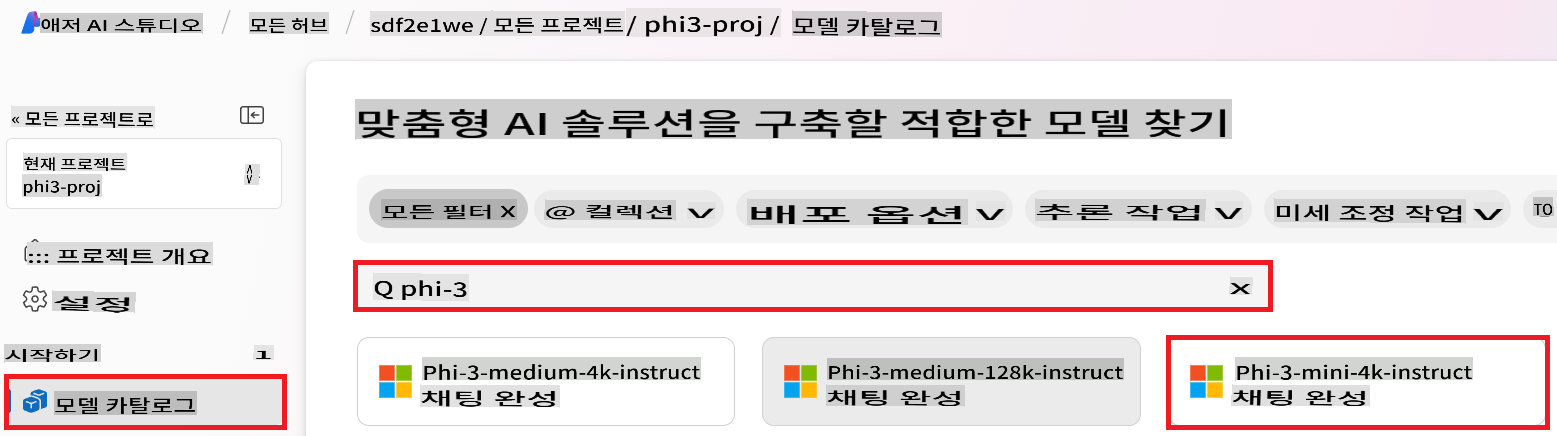 애저 AI 스튜디오 / 모든 허브 / sdf2e1we / 모든 프로젝트 / phi3-proj / 모델 카탈로그
« 모든 프로젝트로
현재 프로젝트
phi3-proj
프로젝트 개요
설정
시작하기
모델 카탈로그
맞춤형 AI 솔루션을 구축할 적합한 모델 찾기
모든 필터 X @ 컬렉션 배포 옵션 추론 작업 미세 조정 작업 TO
Q phi-3 X
Phi-3-medium-4k-instruct
채팅 완성
Phi-3-medium-128k-instruct
채팅 완성
Phi-3-mini-4k-instruct
채팅 완성